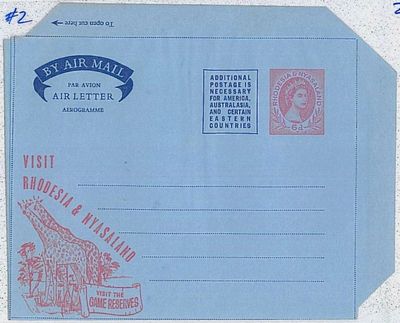 #2
To open cut here
BY AIR MAIL
PAR AVION
AIR LETTER
AEROGRAMME
ADDITIONAL
POSTAGE IS
NECESSARY
FOR AMERICA,
AUSTRALASIA,
AND CERTAIN
EASTERN
COUNTRIES
RHODESIA & NYASALAND
6d
VISIT
RHODESIA & NYASALAND
VISIT THE
GAME RESERVES